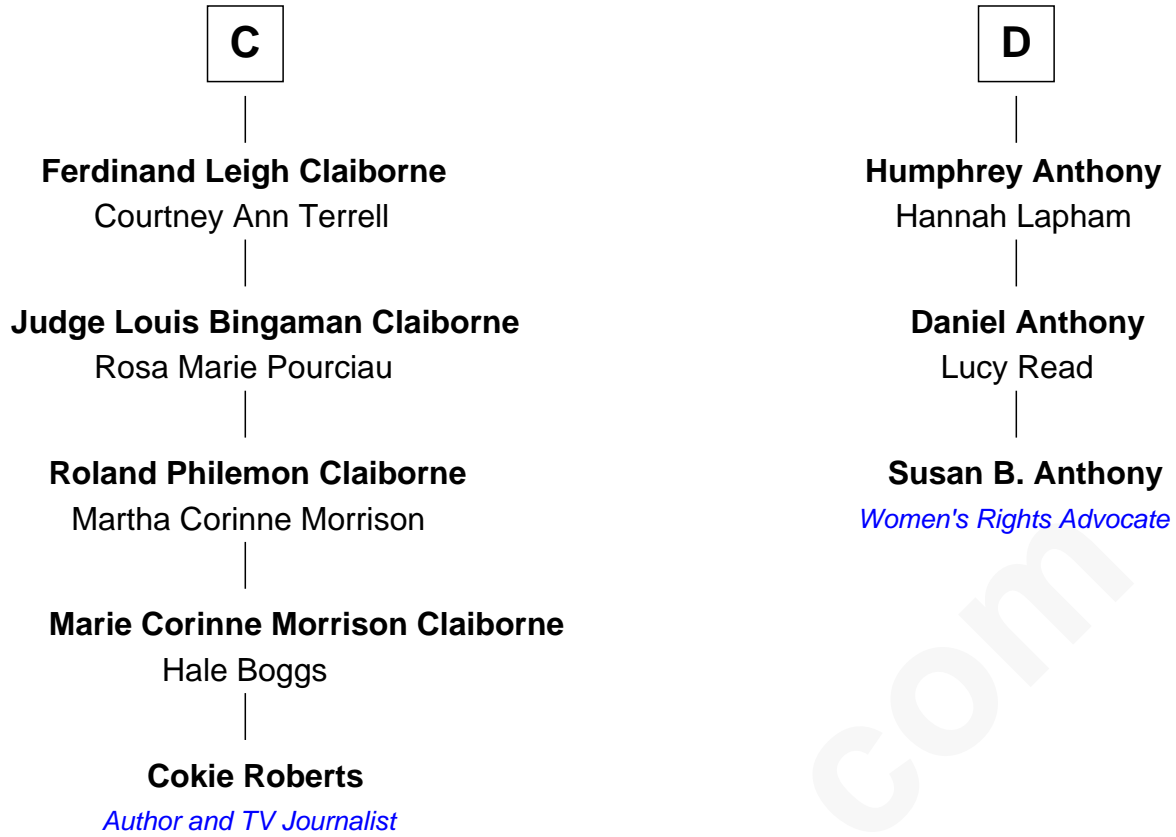 C
Ferdinand Leigh Claiborne
Courtney Ann Terrell
Judge Louis Bingaman Claiborne
Rosa Marie Pourciau
Roland Philemon Claiborne
Martha Corinne Morrison
Marie Corinne Morrison Claiborne
Hale Boggs
Cokie Roberts
Author and TV Journalist
D
Humphrey Anthony
Hannah Lapham
Daniel Anthony
Lucy Read
Susan B. Anthony
Women's Rights Advocate
com